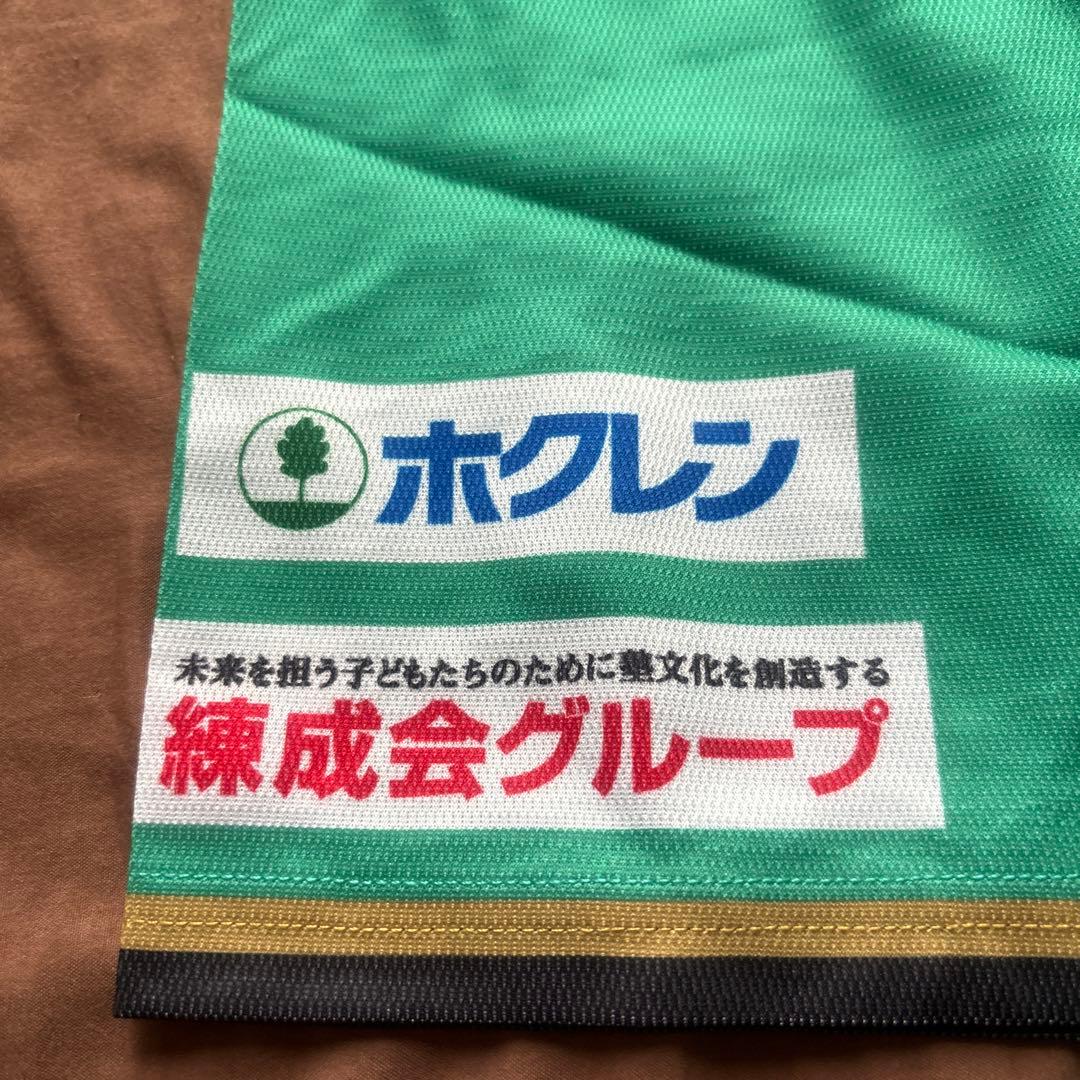 ホクレン
未来を担う子どもたちのために塾文化を創造する
練成会グループ